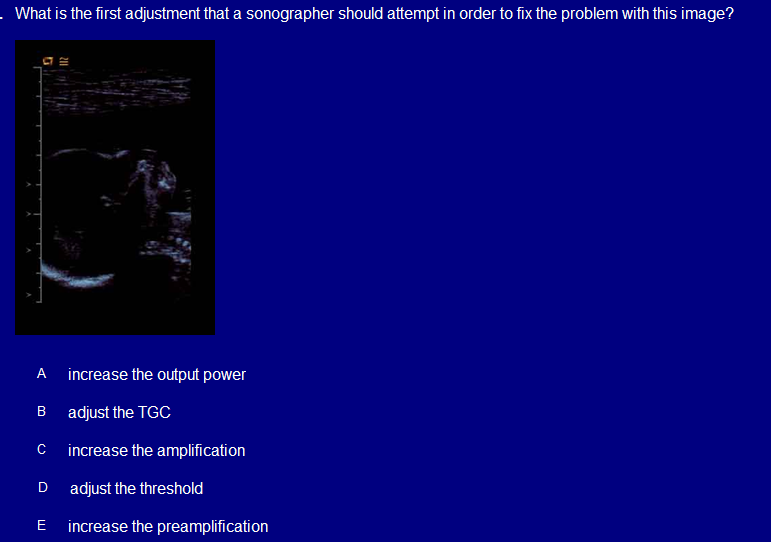 . What is the first adjustment that a sonographer should attempt in order to fix the problem with this image?
A increase the output power
B adjust the TGC
C increase the amplification
D adjust the threshold
E increase the preamplification